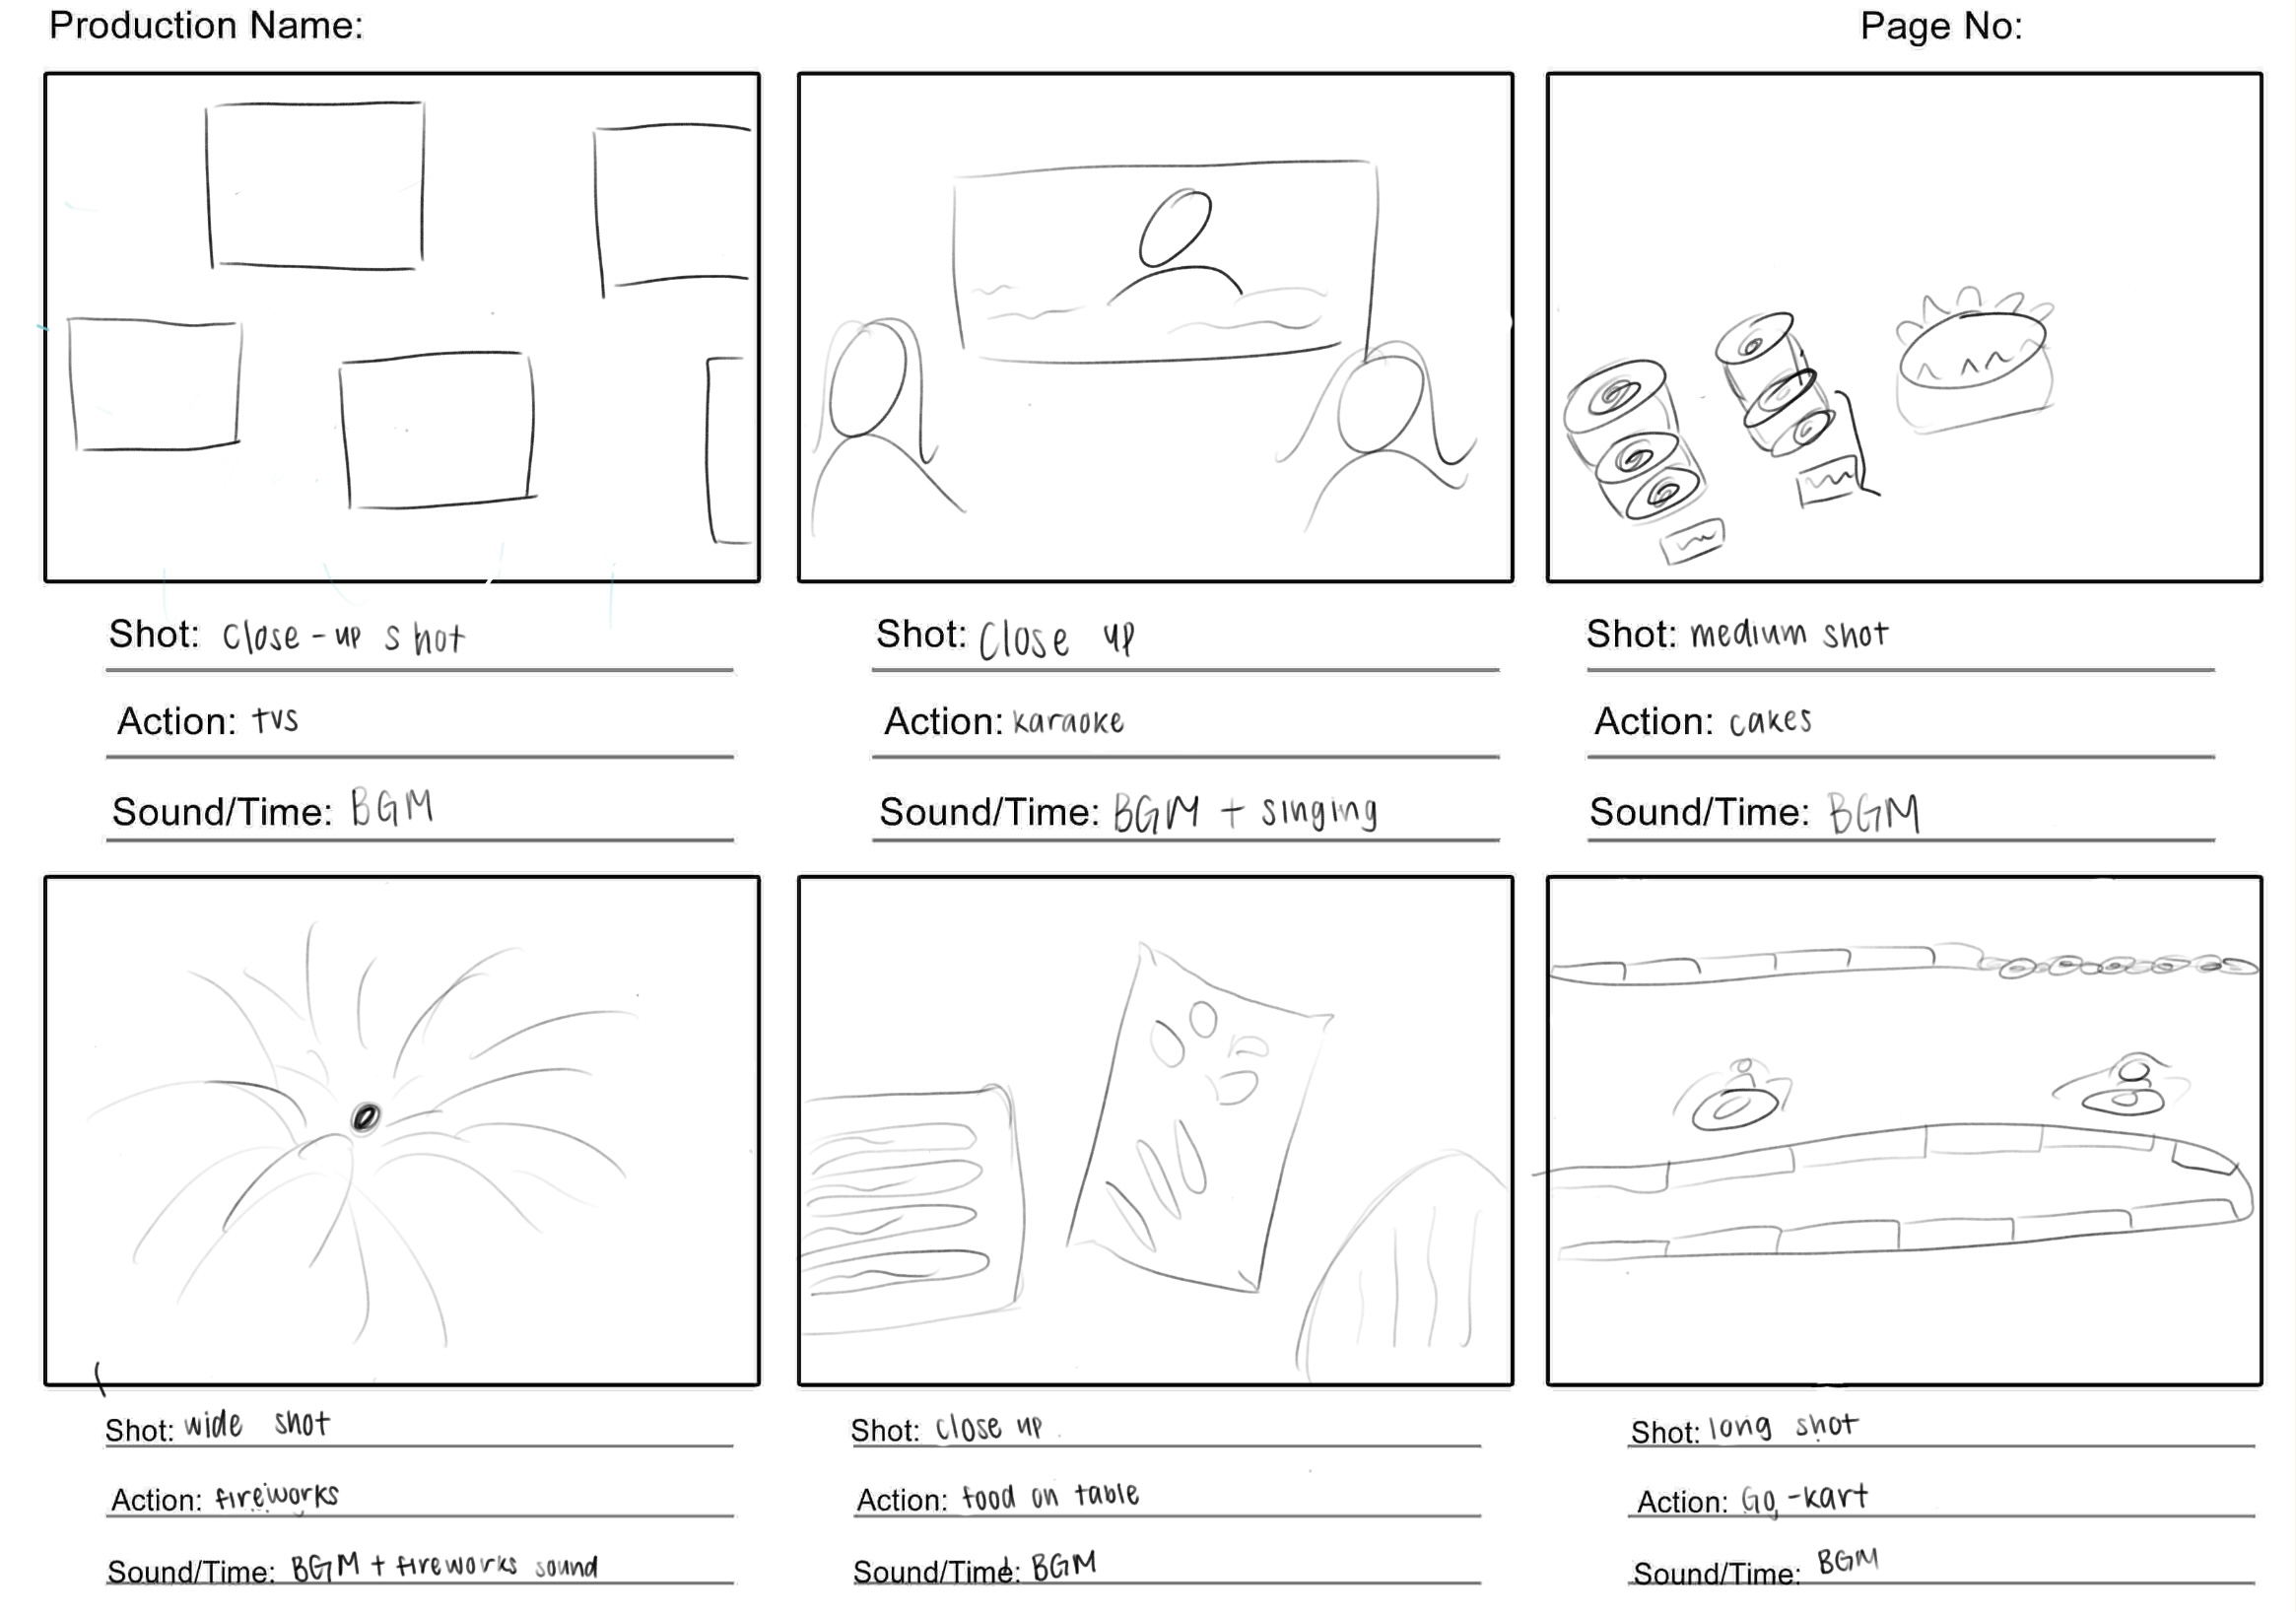 Production Name:
Page No:
Shot: close-up shot
Action: tvs
Sound/Time: BGM
Shot: Close up
Action: karaoke
Sound/Time: BGM + singing
Shot: medium shot
Action: cakes
Sound/Time: BGM
Shot: wide shot
Action: fireworks
Sound/Time: BGM + fireworks sound
Shot: close up
Action: food on table
Sound/Time: BGM
Shot: long shot
Action: Go-kart
Sound/Time: BGM